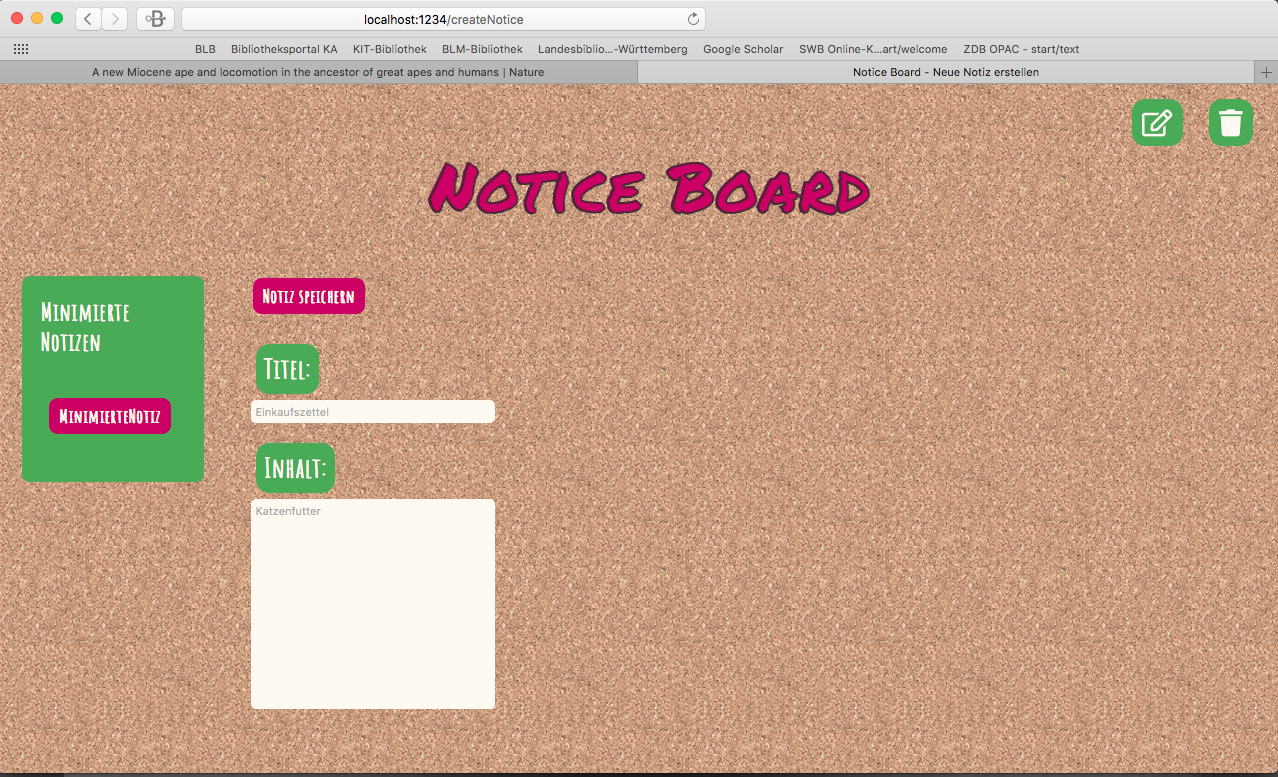 localhost:1234/createNotice
BLB Bibliotheksportal KA KIT-Bibliothek BLM-Bibliothek Landesbiblio...-Württemberg Google Scholar SWB Online-K...art/welcome ZDB OPAC - start/text
A new Miocene ape and locomotion in the ancestor of great apes and humans | Nature
Notice Board - Neue Notiz erstellen
Notice Board
Minimierte
Notizen
MinimierteNotiz
Notiz speichern
Titel:
Einkaufszettel
Inhalt:
Katzenfutter